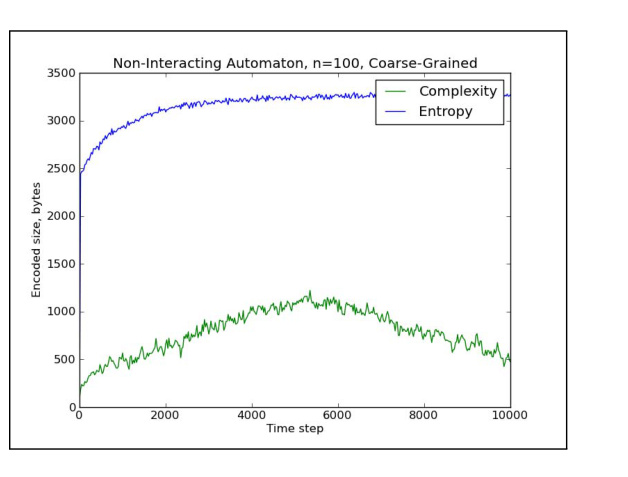 Non-Interacting Automaton, n=100, Coarse-Grained
3500
3000
2500
2000
1500
1000
500
0
Encoded size, bytes
Complexity
Entropy
0 2000 4000 6000 8000 10000
Time step